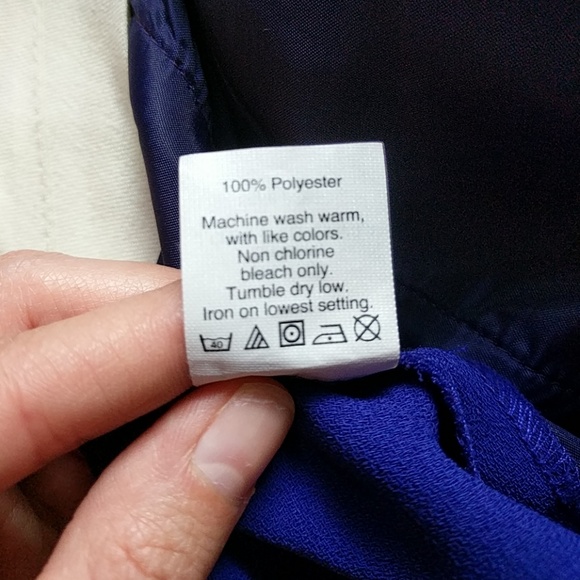 100% Polyester
Machine wash warm,
with like colors.
Non chlorine
bleach only.
Tumble dry low.
Iron on lowest setting.
40